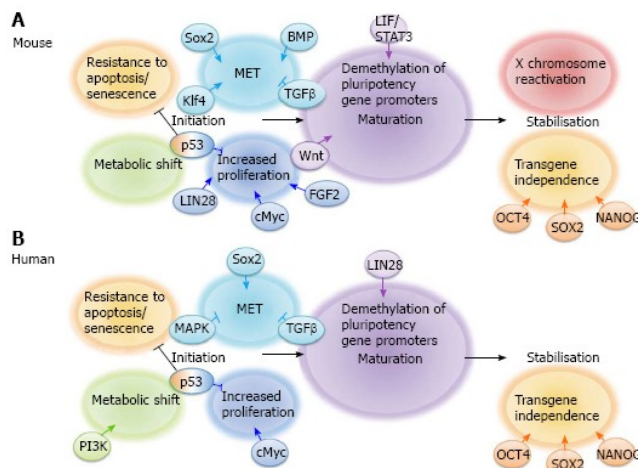 A
Mouse
LIF/
STAT3
Sox2
BMP
MET
Resistance to
apoptosis/
senescence
Klf4
TGFβ
Demethylation of
pluripotency
gene promoters
Maturation
X chromosome
reactivation
Initiation
Stabilisation
p53
Wnt
Metabolic shift
Increased
proliferation
Transgene
independence
LIN28
FGF2
cMyc
OCT4
SOX2
NANOG
B
Human
Sox2
LIN28
Resistance to
apoptosis/
senescence
MET
MAPK
TGFβ
Demethylation of
pluripotency
gene promoters
Maturation
Initiation
Stabilisation
p53
Metabolic shift
Increased
proliferation
Transgene
independence
PI3K
cMyc
OCT4
SOX2
NANOG